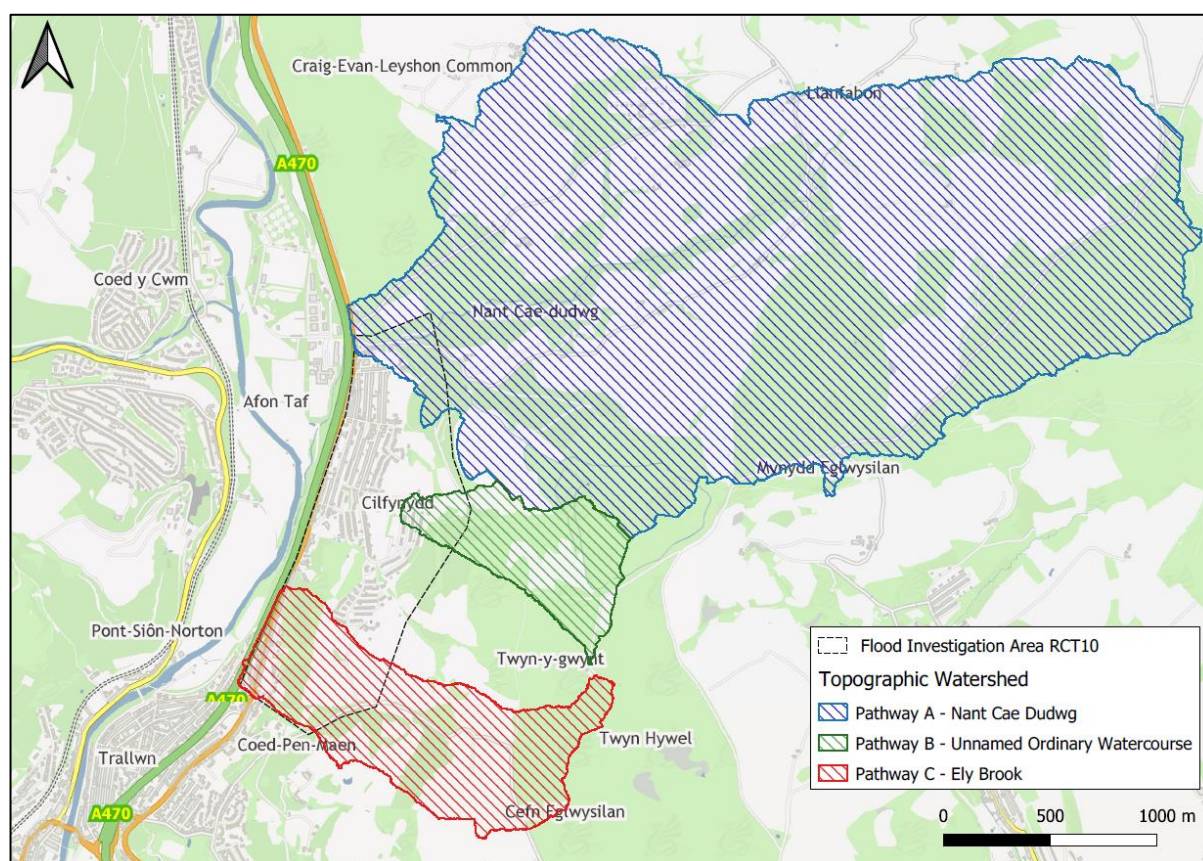 Craig-Evan-Leyshon Common
Llanfabon
A470
Coed y Cwm
Nant Cae-dudwg
Afon Taf
Mynydd Eglwysilan
Cilfynydd
Pont-Siôn-Norton
Twyn-y-gwynt
A470
Coed-Pen-Maen
Twyn Hywel
Trallwn
A470
Cefn Eglwysilan
Flood Investigation Area RCT10
Topographic Watershed
Pathway A - Nant Cae Dudwg
Pathway B - Unnamed Ordinary Watercourse
Pathway C - Ely Brook
0 500 1000 m